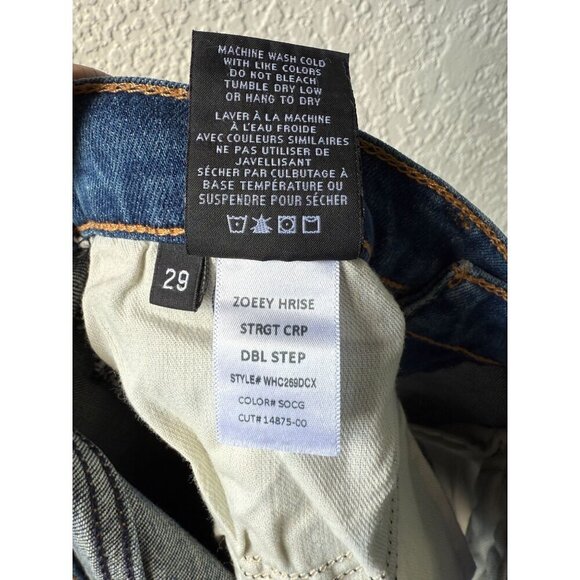 MACHINE WASH COLD
WITH LIKE COLORS
DO NOT BLEACH
TUMBLE DRY LOW
OR HANG TO DRY
LAVER À LA MACHINE
À L'EAU FROIDE
AVEC COULEURS SIMILAIRES
NE PAS UTILISER DE
JAVELLISANT
SÉCHER PAR CULBUTAGE À
BASE TEMPÉRATURE OU
SUSPENDRE POUR SÉCHER
29
ZOEEY HRISE
STRGT CRP
DBL STEP
STYLE# WHC269DCX
COLOR# SOCG
CUT# 14875-00